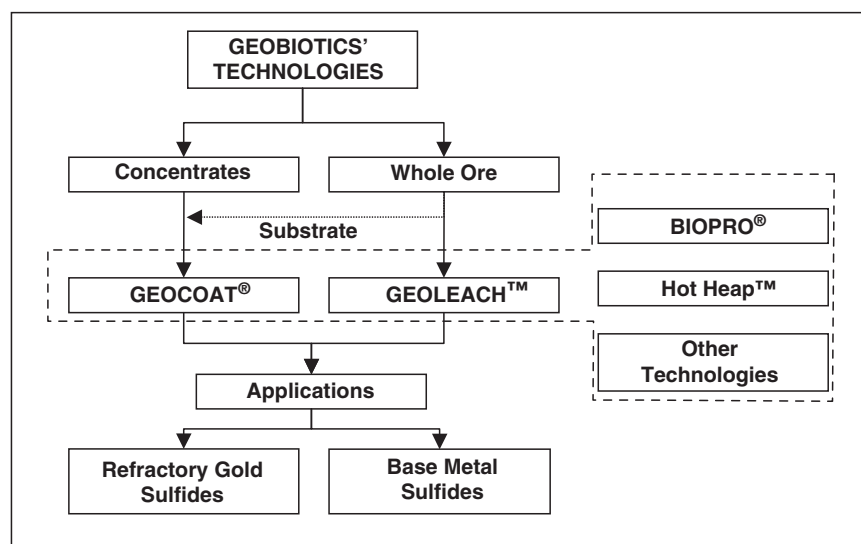 GEOBIOTICS'
TECHNOLOGIES
Concentrates
Whole Ore
Substrate
BIOPRO®
GEOCOAT®
GEOLEACH™
Hot Heap™
Other
Technologies
Applications
Refractory Gold
Sulfides
Base Metal
Sulfides